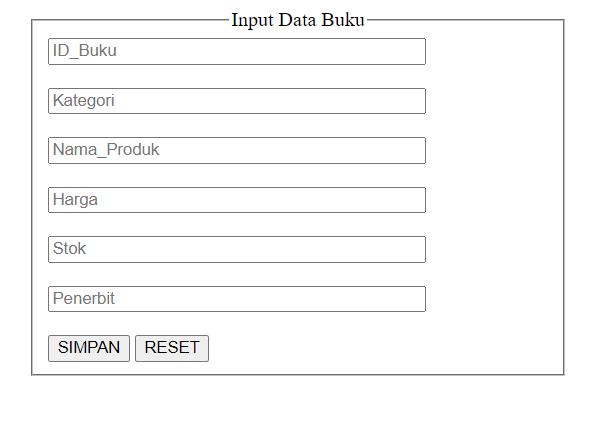 Input Data Buku
ID_Buku
Kategori
Nama_Produk
Harga
Stok
Penerbit
SIMPAN RESET